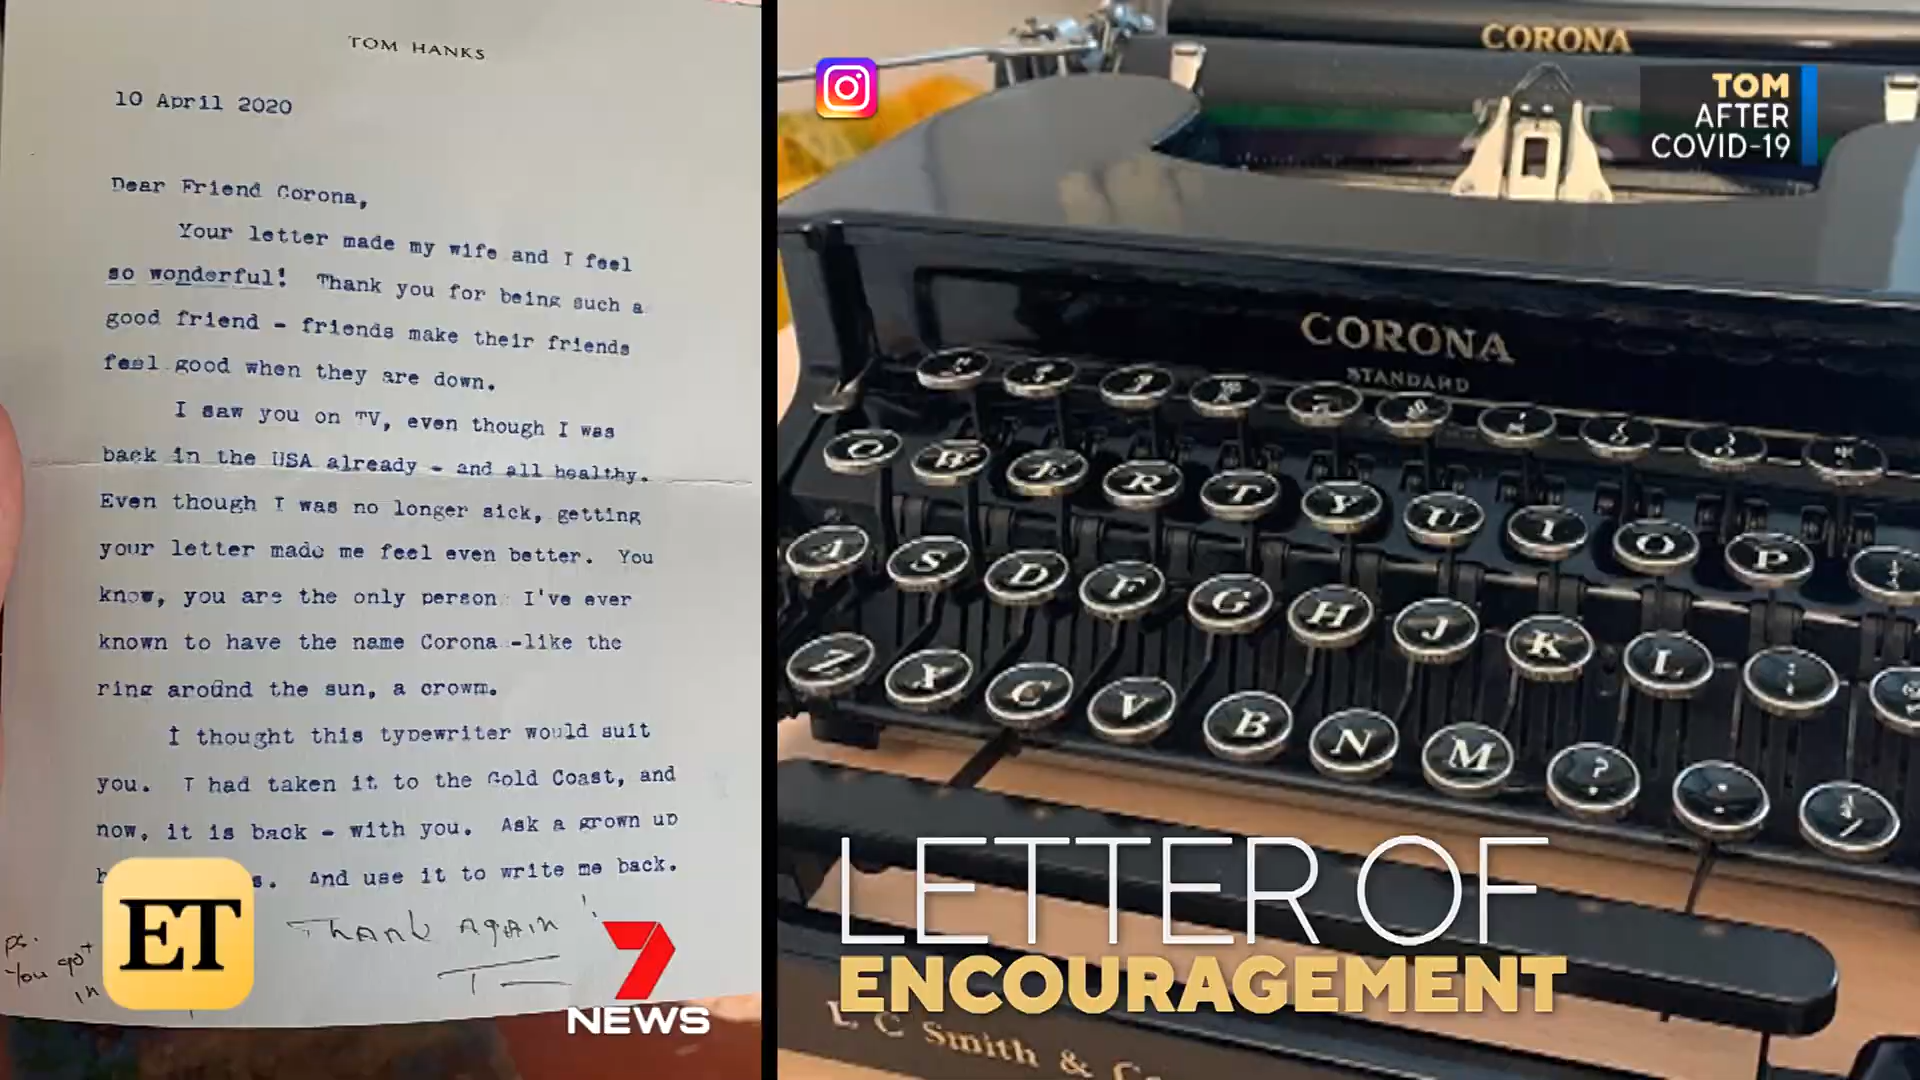 TOM HANKS
10 April 2020
Dear Friend Corona,
Your letter made my wife and I feel
so wonderful! Thank you for being such a
good friend - friends make their friends
feel good when they are down.
I saw you on TV, even though I was
back in the USA already - and all healthy.
Even though I was no longer sick, getting
your letter made me feel even better. You
know, you are the only person I've ever
known to have the name Corona -like the
ring around the sun, a crown.
I thought this typewriter would suit
you. I had taken it to the Gold Coast, and
now, it is back - with you. Ask a grown up
And use it to write me back.
THANK AGAIN!
T
PS.
You got
in
ET
7
NEWS
CORONA
TOM
AFTER
COVID-19
CORONA
STANDARD
Q W E R T Y U I O P
A S D F G H J K L
Z X C V B N M ? .
LETTER OF
ENCOURAGEMENT
L C Smith &